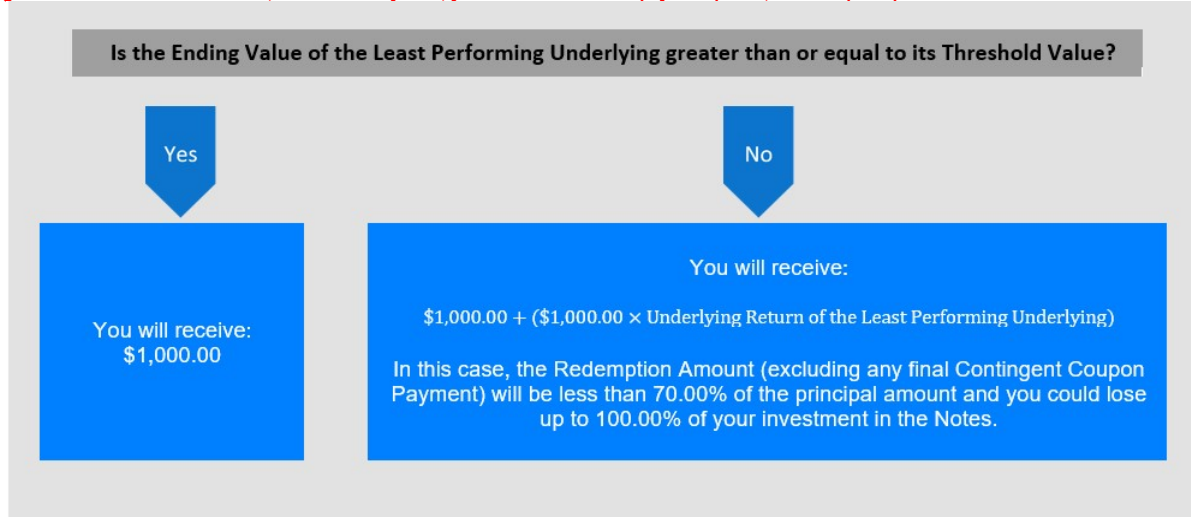 Is the Ending Value of the Least Performing Underlying greater than or equal to its Threshold Value?
Yes
No
You will receive:
$1,000.00
You will receive:
$1,000.00 + ($1,000.00 × Underlying Return of the Least Performing Underlying)
In this case, the Redemption Amount (excluding any final Contingent Coupon
Payment) will be less than 70.00% of the principal amount and you could lose
up to 100.00% of your investment in the Notes.